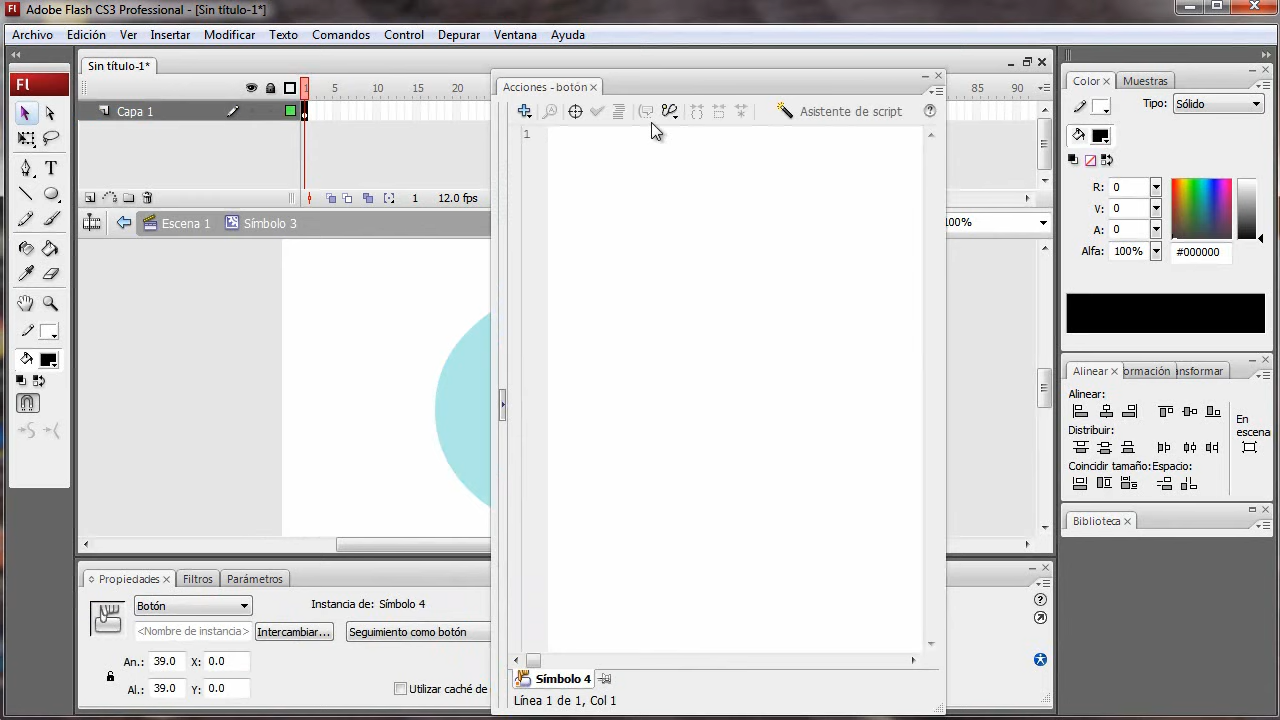 Adobe Flash CS3 Professional - [Sin título-1*]
Archivo Edición Ver Insertar Modificar Texto Comandos Control Depurar Ventana Ayuda
Fl
Sin título-1*
1 5 10 15 20 85 90
Capa 1
1 12.0 fps
Escena 1 Símbolo 3
100%
Acciones - botón
Asistente de script
1
Símbolo 4
Línea 1 de 1, Col 1
Color Muestras
Tipo: Sólido
R: 0
V: 0
A: 0
Alfa: 100% #000000
Alinear ormación ansformar
Alinear:
Distribuir:
Coincidir tamaño: Espacio:
En
escena
Biblioteca
Propiedades Filtros Parámetros
Botón
Instancia de: Símbolo 4
<Nombre de instancia> Intercambiar... Seguimiento como botón
An.: 39.0 X: 0.0
Al.: 39.0 Y: 0.0
Utilizar caché de